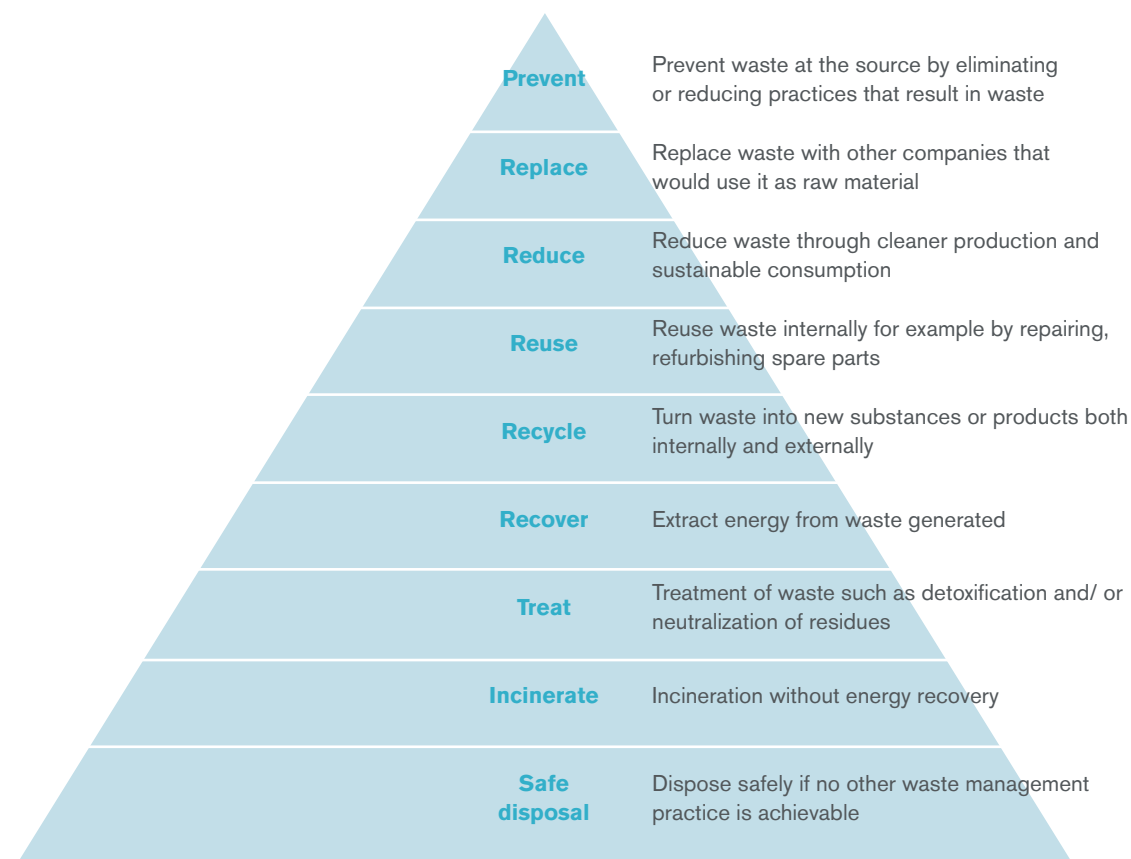 Prevent
Prevent waste at the source by eliminating
or reducing practices that result in waste
Replace
Replace waste with other companies that
would use it as raw material
Reduce
Reduce waste through cleaner production and
sustainable consumption
Reuse
Reuse waste internally for example by repairing,
refurbishing spare parts
Recycle
Turn waste into new substances or products both
internally and externally
Recover
Extract energy from waste generated
Treat
Treatment of waste such as detoxification and/ or
neutralization of residues
Incinerate
Incineration without energy recovery
Safe
disposal
Dispose safely if no other waste management
practice is achievable